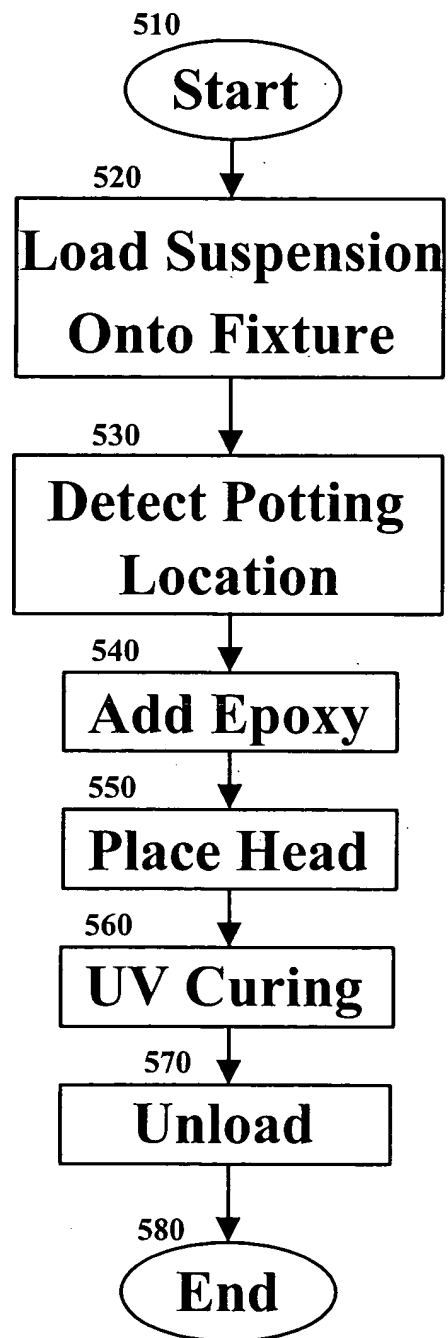 510
Start
520
Load Suspension
Onto Fixture
530
Detect Potting
Location
540
Add Epoxy
550
Place Head
560
UV Curing
570
Unload
580
End